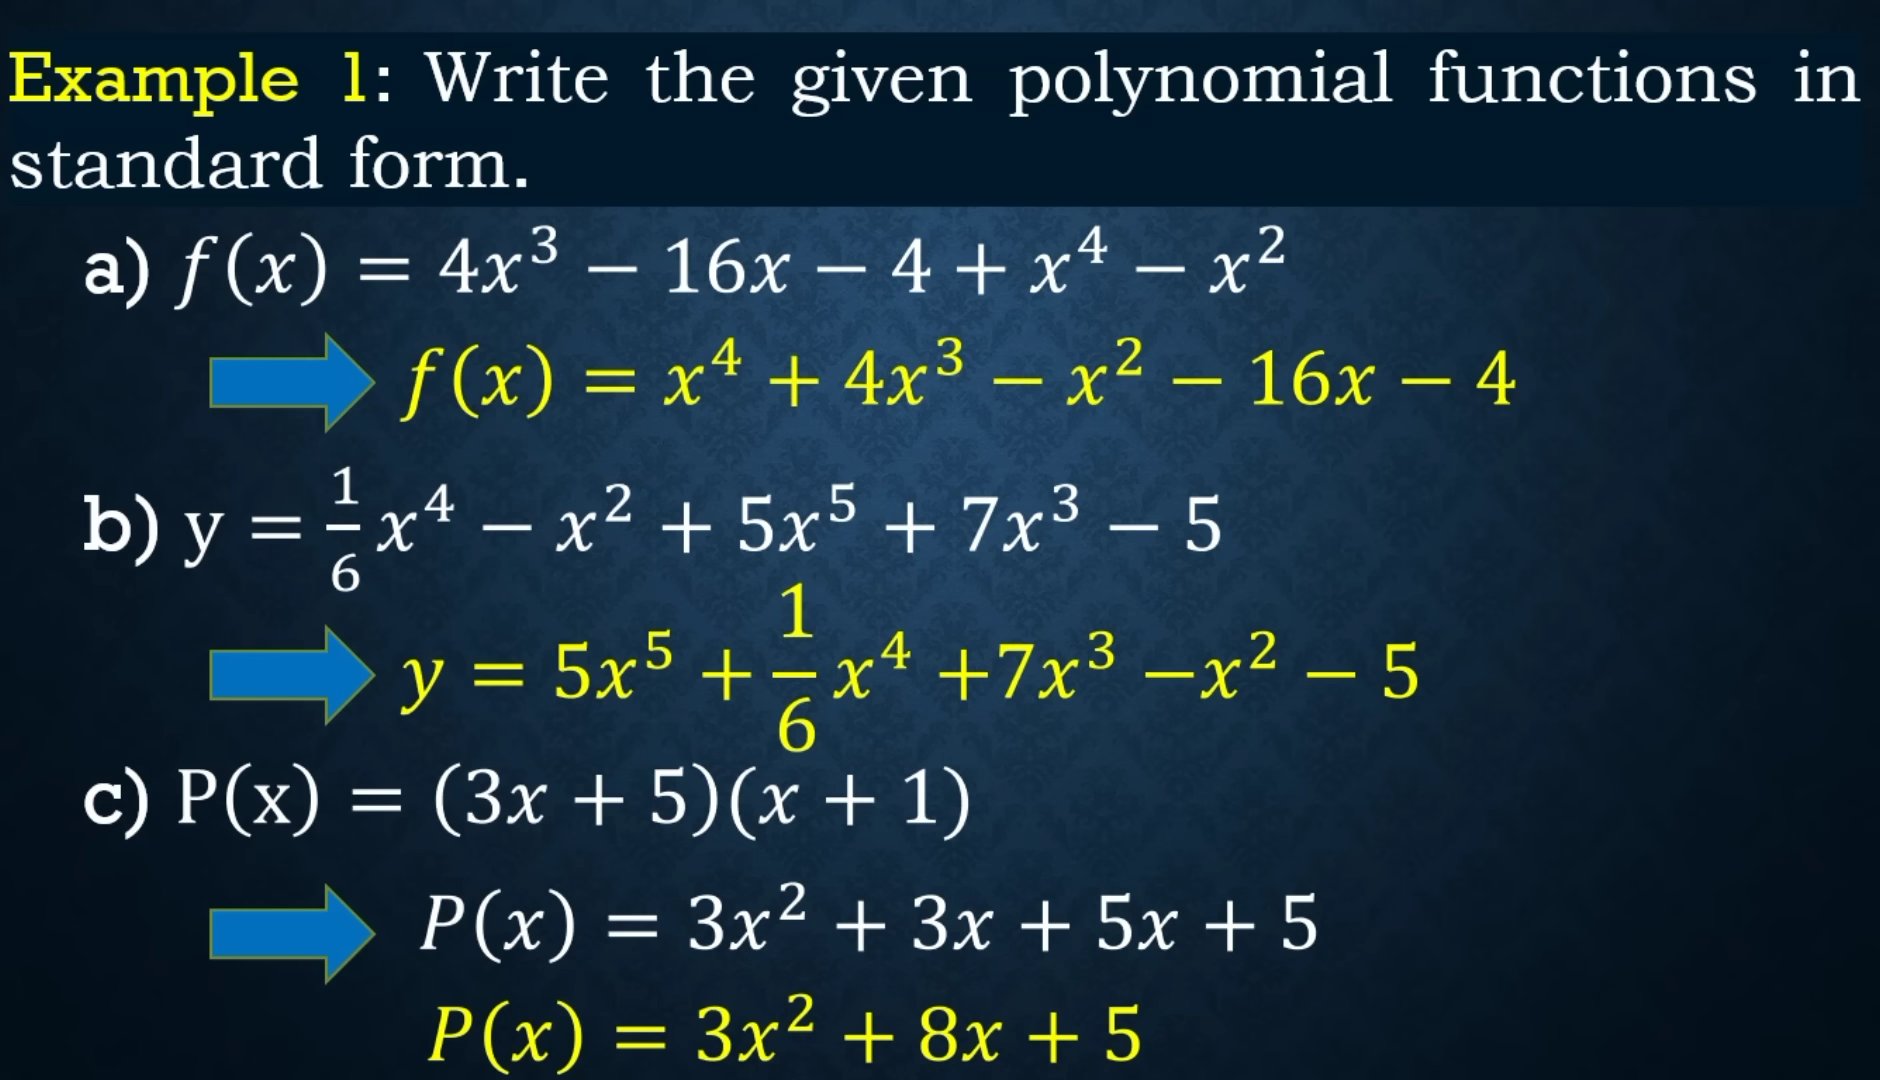 Example 1: Write the given polynomial functions in
standard form.
a) f(x) = 4x³ − 16x − 4 + x⁴ − x²
f(x) = x⁴ + 4x³ − x² − 16x − 4
b) y = 1/6 x⁴ − x² + 5x⁵ + 7x³ − 5
y = 5x⁵ + 1/6 x⁴ +7x³ −x² − 5
c) P(x) = (3x + 5)(x + 1)
P(x) = 3x² + 3x + 5x + 5
P(x) = 3x² + 8x + 5